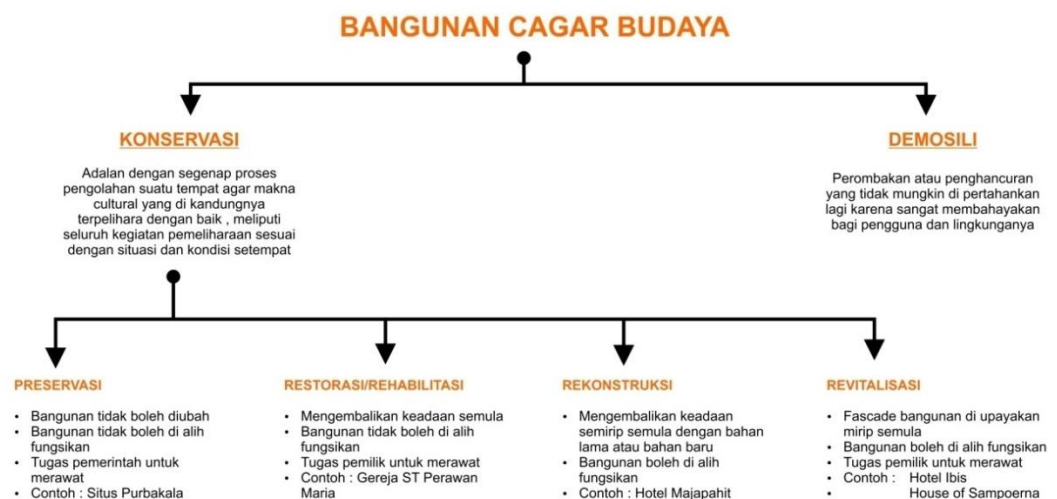 BANGUNAN CAGAR BUDAYA
KONSERVASI
Adalan dengan segenap proses
pengolahan suatu tempat agar makna
cultural yang di kandungnya
terpelihara dengan baik , meliputi
seluruh kegiatan pemeliharaan sesuai
dengan situasi dan kondisi setempat
DEMOSILI
Perombakan atau penghancuran
yang tidak mungkin di pertahankan
lagi karena sangat membahayakan
bagi pengguna dan lingkunganya
PRESERVASI
• Bangunan tidak boleh diubah
• Bangunan tidak boleh di alih
fungsikan
• Tugas pemerintah untuk
merawat
• Contoh : Situs Purbakala
RESTORASI/REHABILITASI
• Mengembalikan keadaan semula
• Bangunan tidak boleh di alih
fungsikan
• Tugas pemilik untuk merawat
• Contoh : Gereja ST Perawan
Maria
REKONSTRUKSI
• Mengembalikan keadaan
semirip semula dengan bahan
lama atau bahan baru
• Bangunan boleh di alih
fungsikan
• Contoh : Hotel Majapahit
REVITALISASI
• Fascade bangunan di upayakan
mirip semula
• Bangunan boleh di alih fungsikan
• Tugas pemilik untuk merawat
• Contoh : Hotel Ibis
• House of Sampoerna